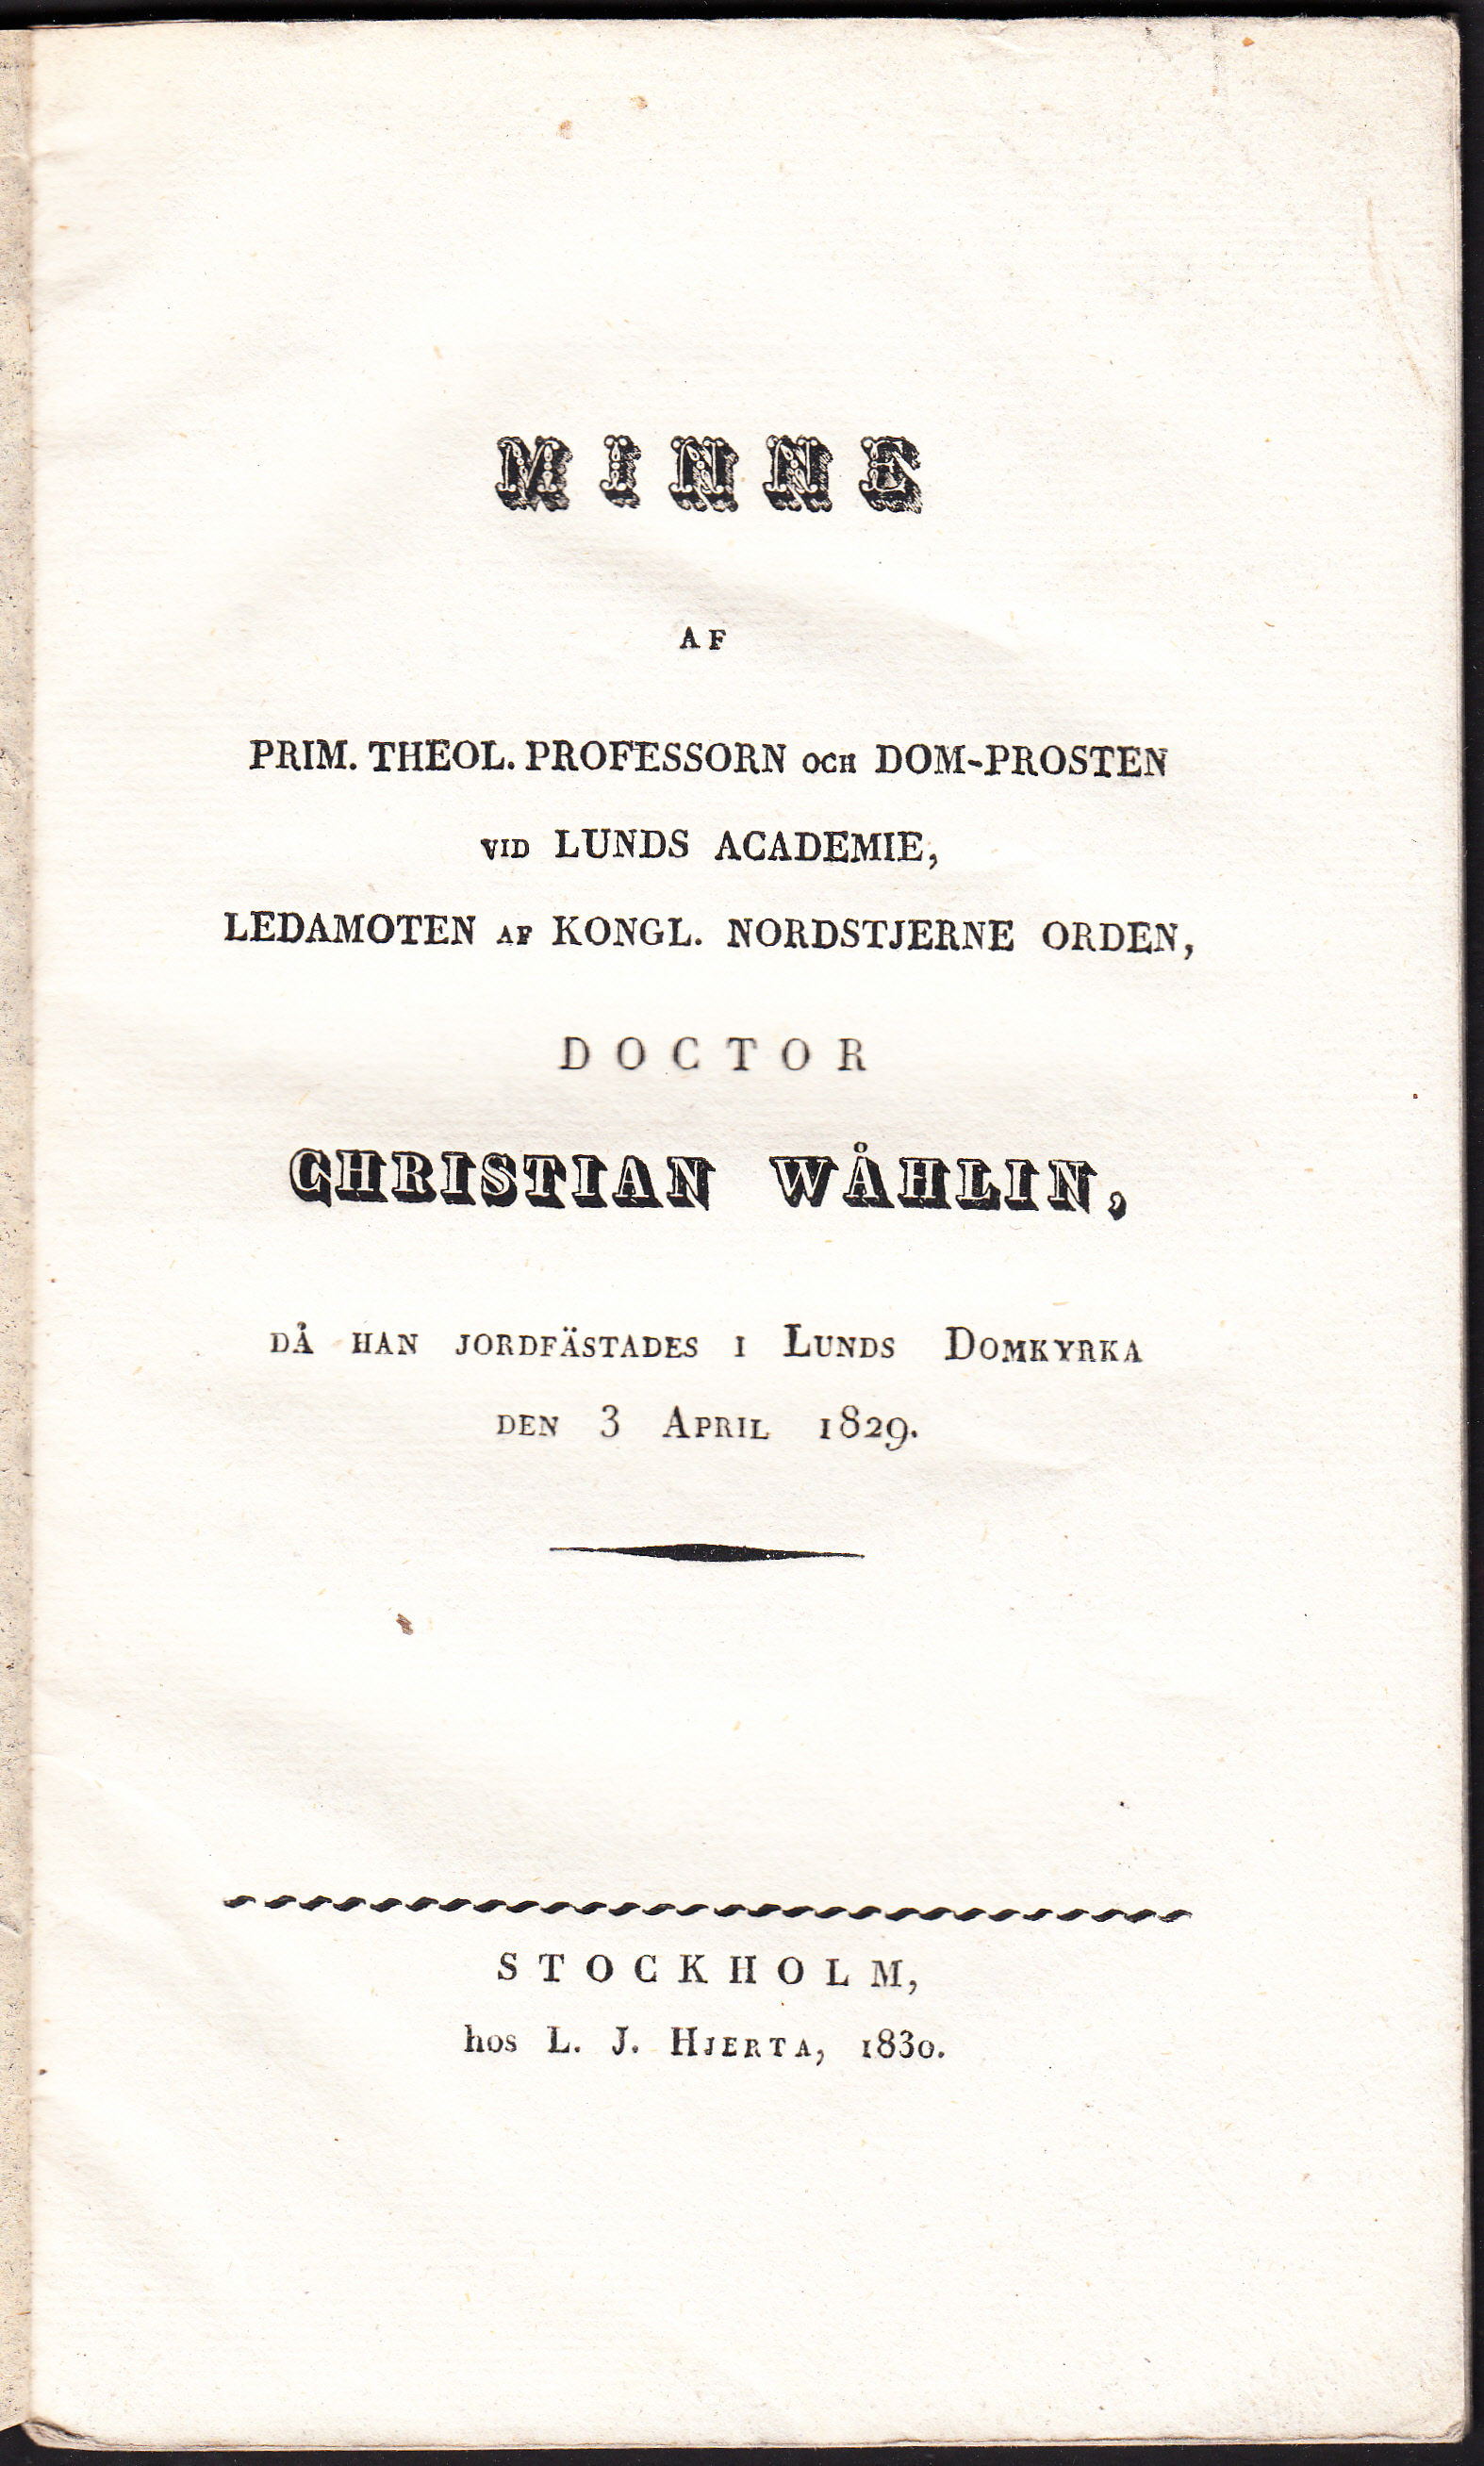 MINNE
AF
PRIM. THEOL. PROFESSORN OCH DOM-PROSTEN
VID LUNDS ACADEMIE,
LEDAMOTEN AF KONGL. NORDSTJERNE ORDEN,
DOCTOR
CHRISTIAN WÅHLIN,
DÅ HAN JORDFÄSTADES I LUNDS DOMKYRKA
DEN 3 APRIL 1829.
STOCKHOLM,
hos L. J. HJERTA, 1830.